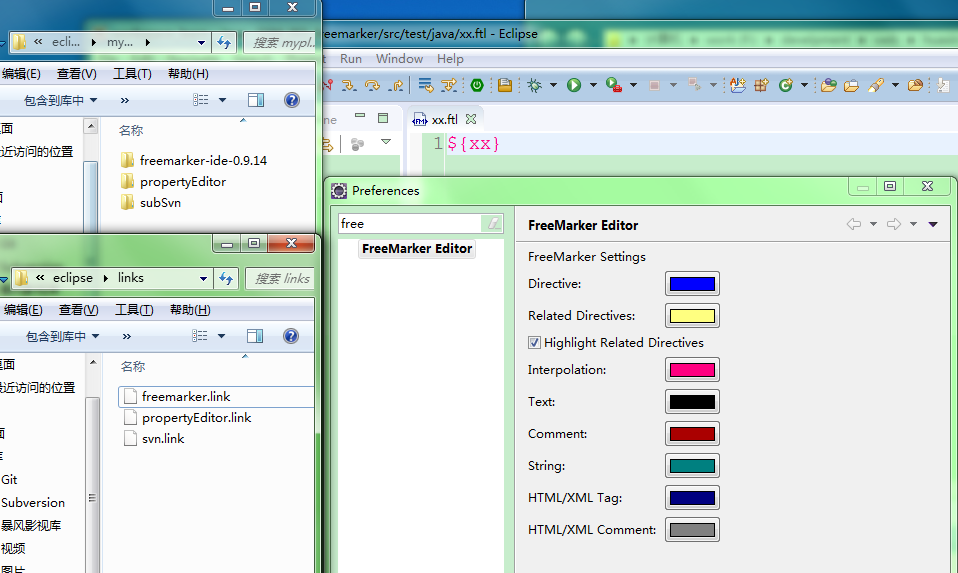 « ecli... ▸ my... ▸
搜索 mypl
编辑(E) 查看(V) 工具(T) 帮助(H)
包含到库中 »
名称
近访问的位置
freemarker-ide-0.9.14
propertyEditor
subSvn
« eclipse ▸ links
搜索 links
编辑(E) 查看(V) 工具(T) 帮助(H)
包含到库中 »
名称
近访问的位置
freemarker.link
propertyEditor.link
svn.link
Git
Subversion
暴风影视库
视频
图片
eemarker/src/test/java/xx.ftl - Eclipse
Run Window Help
ne
xx.ftl
1 ${xx}
Preferences
free
FreeMarker Editor
FreeMarker Editor
FreeMarker Settings
Directive:
Related Directives:
Highlight Related Directives
Interpolation:
Text:
Comment:
String:
HTML/XML Tag:
HTML/XML Comment: